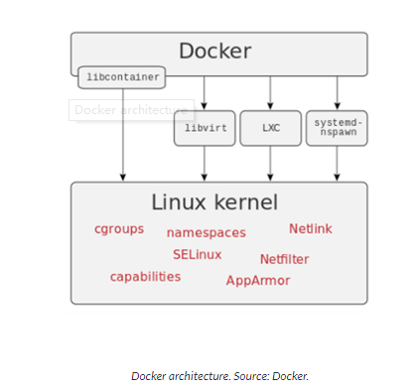 Docker
libcontainer
Docker architecture
libvirt
LXC
systemd-
nspawn
Linux kernel
cgroups
namespaces
Netlink
SELinux
Netfilter
capabilities
AppArmor
Docker architecture. Source: Docker.